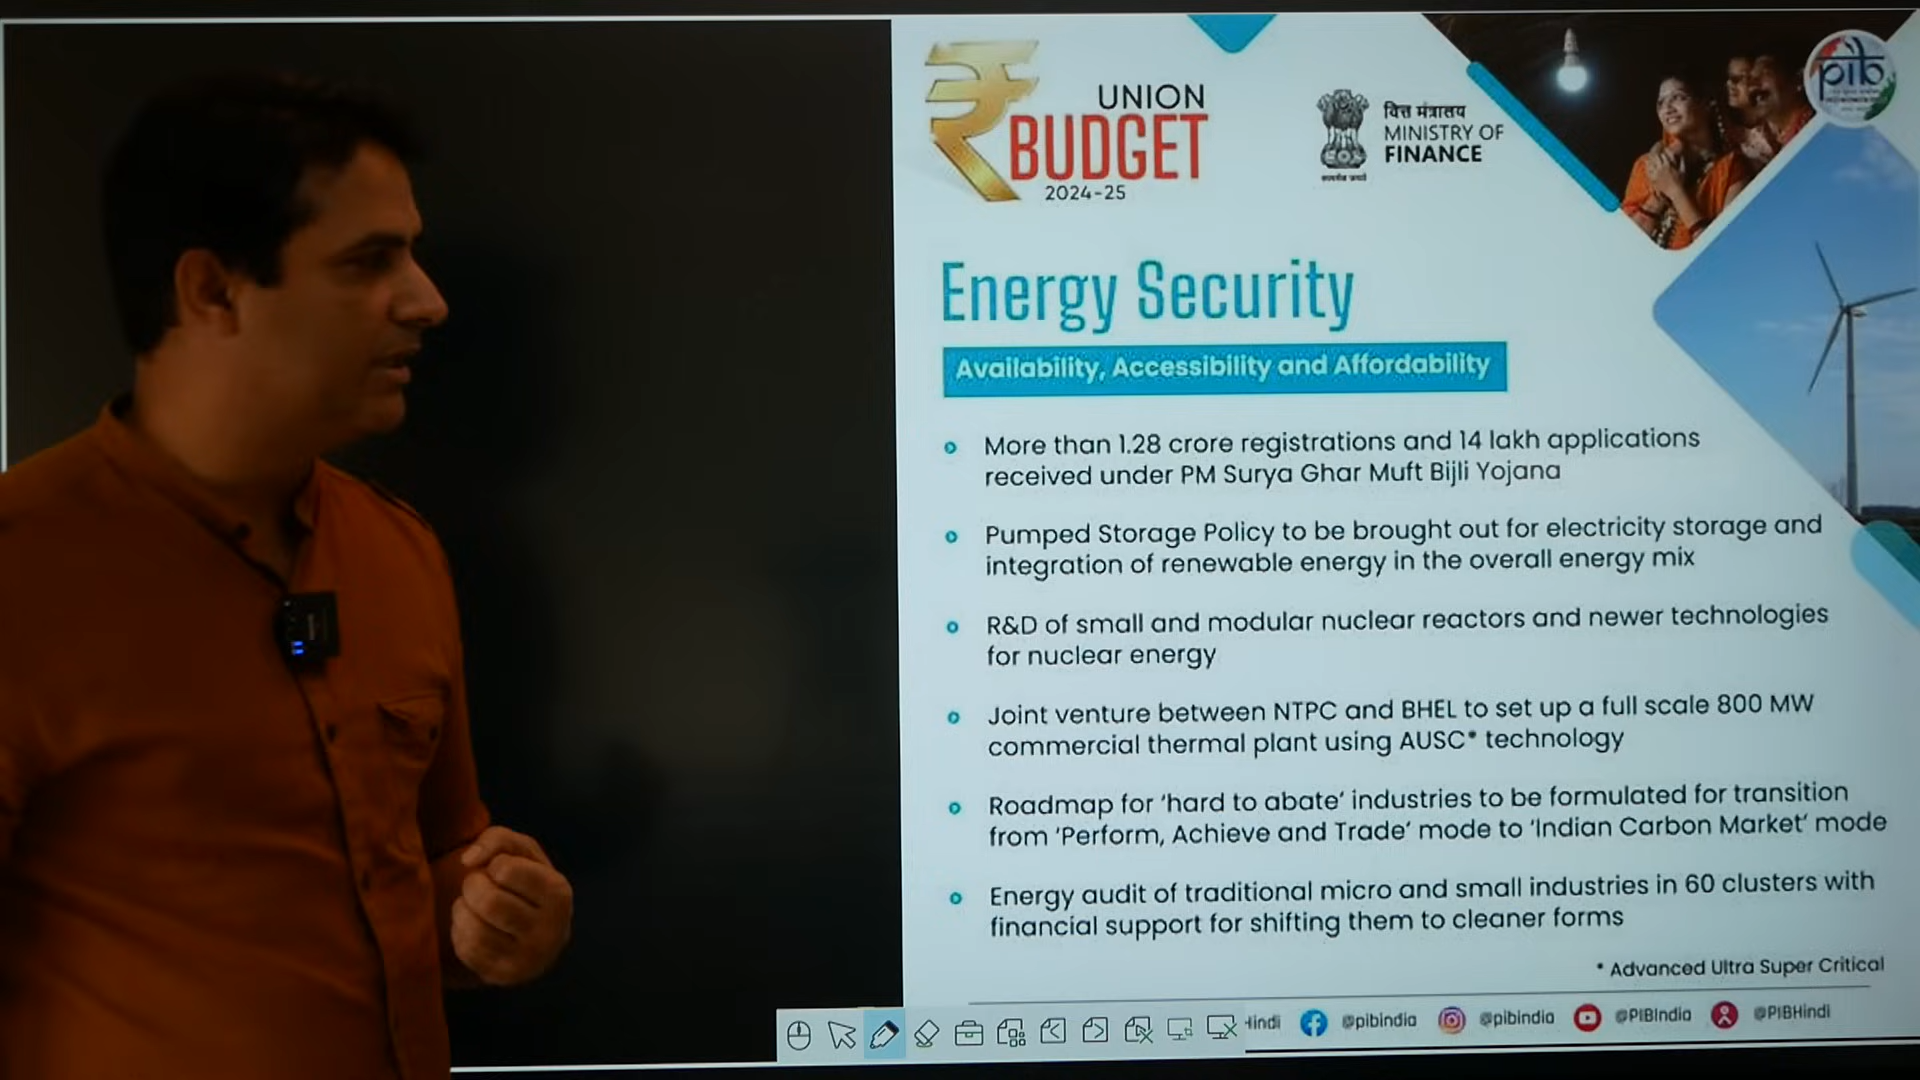 UNION
BUDGET
2024-25
वित्त मंत्रालय
MINISTRY OF
FINANCE
pib
Energy Security
Availability, Accessibility and Affordability
More than 1.28 crore registrations and 14 lakh applications
received under PM Surya Ghar Muft Bijli Yojana
Pumped Storage Policy to be brought out for electricity storage and
integration of renewable energy in the overall energy mix
R&D of small and modular nuclear reactors and newer technologies
for nuclear energy
Joint venture between NTPC and BHEL to set up a full scale 800 MW
commercial thermal plant using AUSC* technology
Roadmap for ‘hard to abate’ industries to be formulated for transition
from ‘Perform, Achieve and Trade’ mode to ‘Indian Carbon Market’ mode
Energy audit of traditional micro and small industries in 60 clusters with
financial support for shifting them to cleaner forms
* Advanced Ultra Super Critical
Hindi @pibindia @pibindia @PIBIndia @PIBHindi